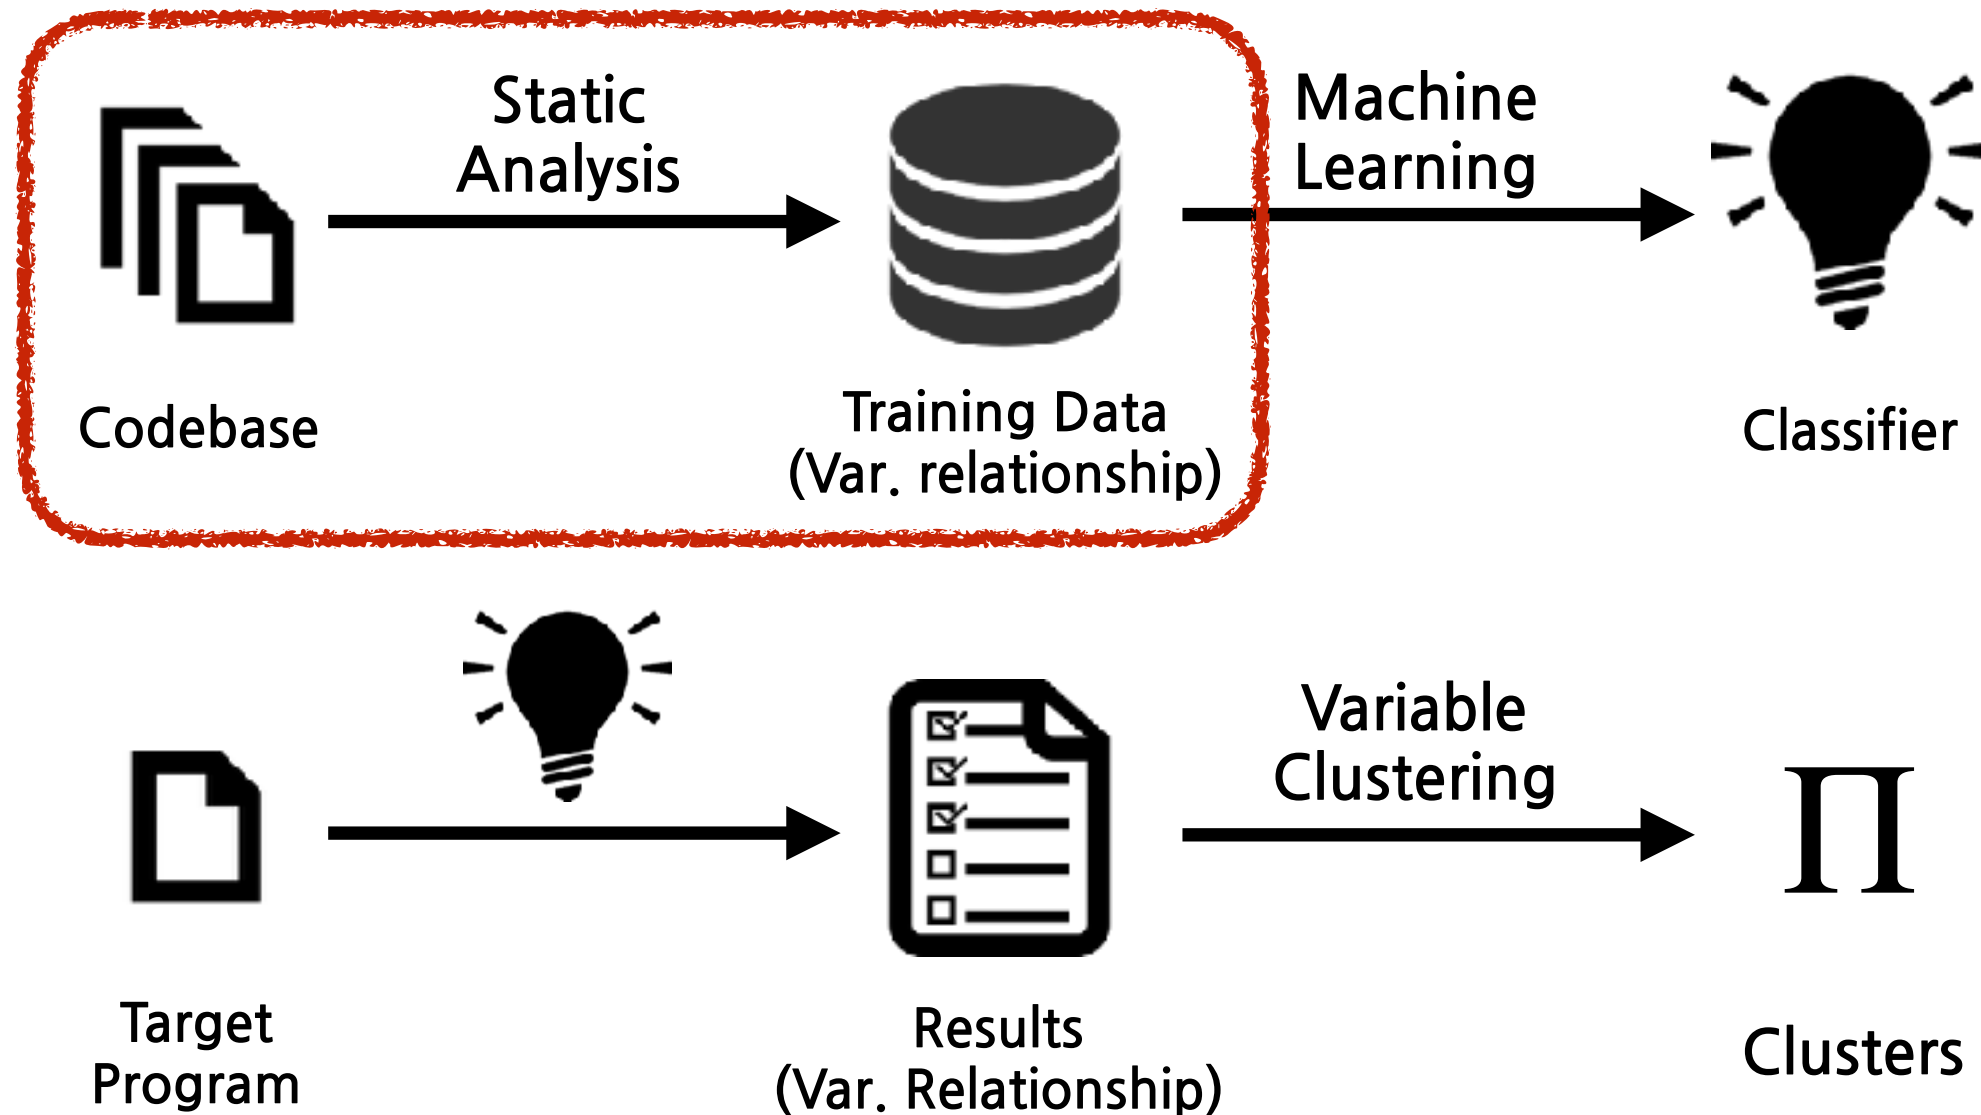 Static
Analysis
Machine
Learning
Codebase
Training Data
(Var. relationship)
Classifier
Variable
Clustering
Π
Target
Program
Results
(Var. Relationship)
Clusters